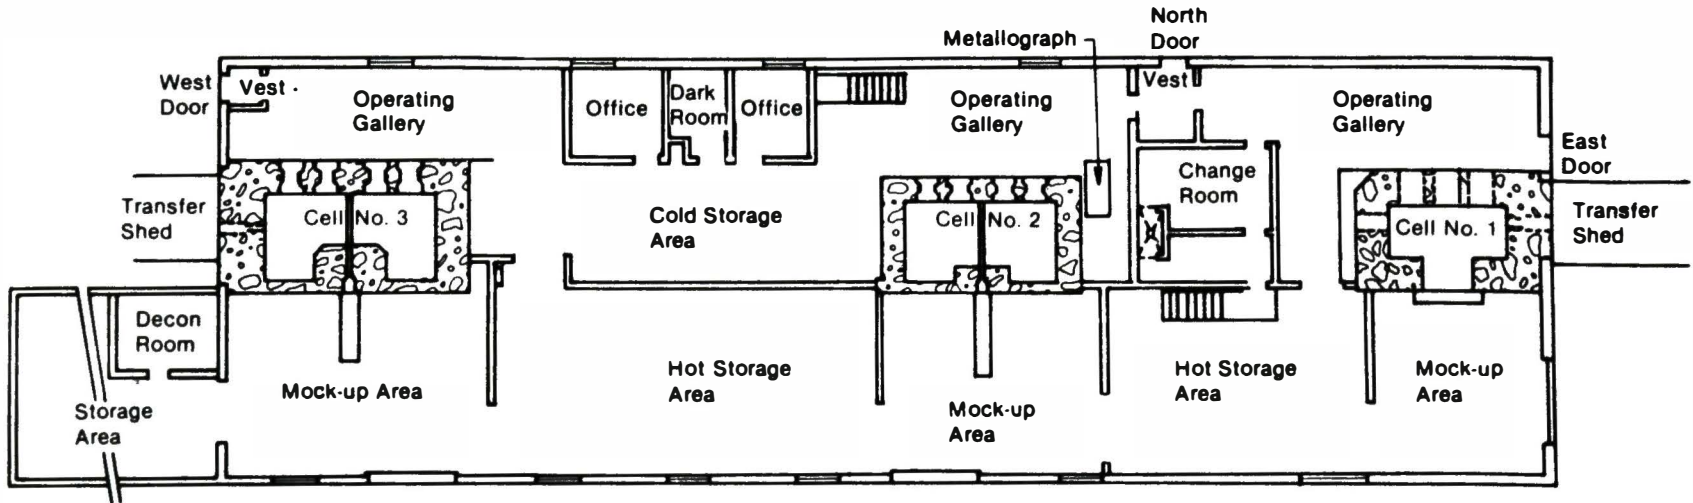 North
Door
Metallograph
West
Door
Vest
Operating
Gallery
Office
Dark
Room
Office
Operating
Gallery
Vest
Operating
Gallery
East
Door
Change
Room
Transfer
Shed
Cell No. 3
Cold Storage
Area
Cell No. 2
Cell No. 1
Transfer
Shed
Decon
Room
Mock-up Area
Hot Storage
Area
Mock-up
Area
Hot Storage
Area
Mock-up
Area
Storage
Area